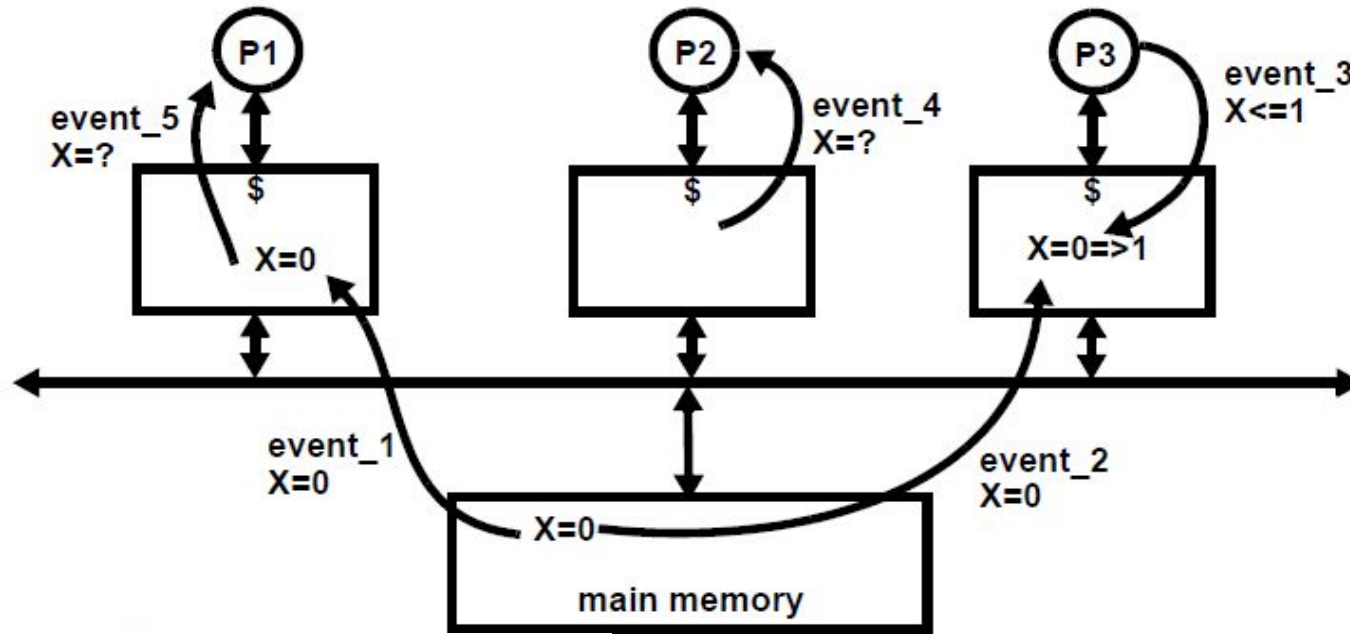 P1
P2
P3
event_5
X=?
event_4
X=?
event_3
X<=1
$
$
$
X=0
X=0=>1
event_1
X=0
event_2
X=0
X=0
main memory